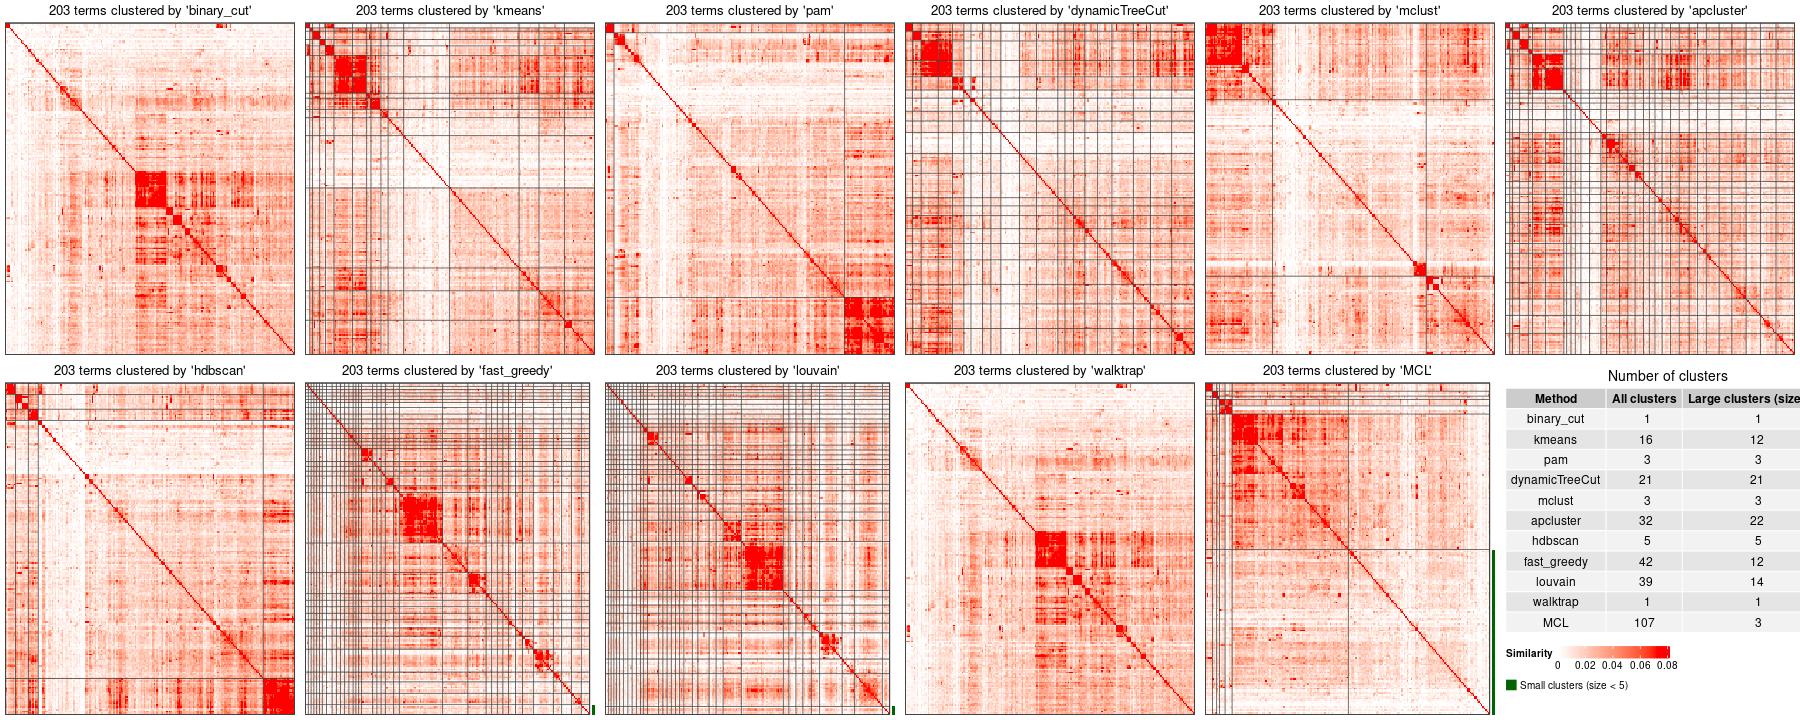 203 terms clustered by 'binary_cut'
203 terms clustered by 'kmeans'
203 terms clustered by 'pam'
203 terms clustered by 'dynamicTreeCut'
203 terms clustered by 'mclust'
203 terms clustered by 'apcluster'
203 terms clustered by 'hdbscan'
203 terms clustered by 'fast_greedy'
203 terms clustered by 'louvain'
203 terms clustered by 'walktrap'
203 terms clustered by 'MCL'
Number of clusters
Method All clusters Large clusters (size
binary_cut 1 1
kmeans 16 12
pam 3 3
dynamicTreeCut 21 21
mclust 3 3
apcluster 32 22
hdbscan 5 5
fast_greedy 42 12
louvain 39 14
walktrap 1 1
MCL 107 3
Similarity
0 0.02 0.04 0.06 0.08
Small clusters (size < 5)